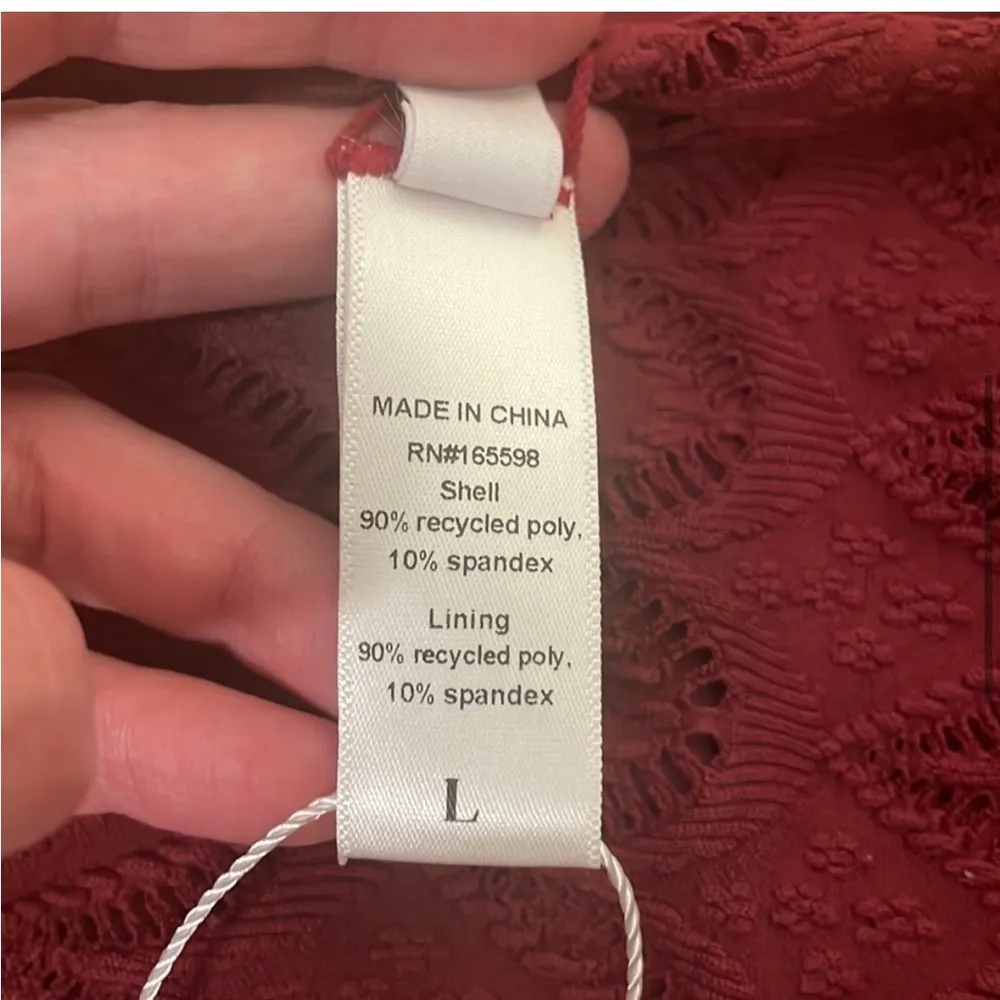 MADE IN CHINA
RN#165598
Shell
90% recycled poly,
10% spandex
Lining
90% recycled poly,
10% spandex
L